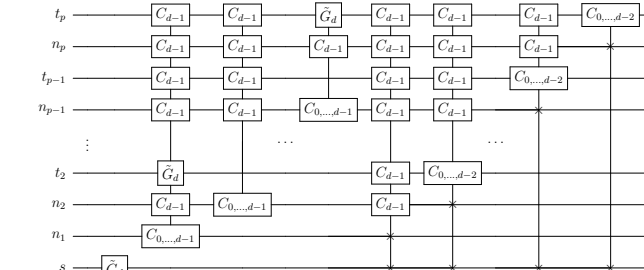 t_p C_{d−1} C_{d−1} G̃_d C_{d−1} C_{d−1} C_{d−1} C_{0,...,d−2}
n_p C_{d−1} C_{d−1} C_{d−1} C_{d−1} C_{d−1} C_{d−1}
t_{p−1} C_{d−1} C_{d−1} C_{d−1} C_{d−1} C_{0,...,d−2}
n_{p−1} C_{d−1} C_{d−1} C_{0,...,d−1} C_{d−1} C_{d−1}
⋮ ⋯ ⋯
t_2 G̃_d C_{d−1} C_{0,...,d−2}
n_2 C_{d−1} C_{0,...,d−1} C_{d−1}
n_1 C_{0,...,d−1}
s G̃_d